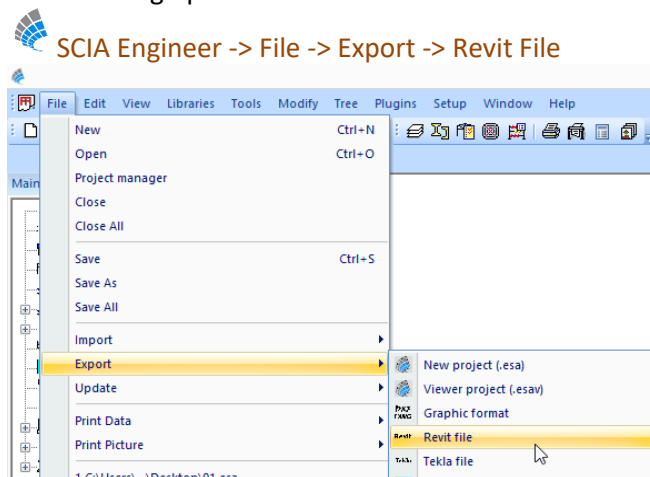 SCIA Engineer -> File -> Export -> Revit File
File Edit View Libraries Tools Modify Tree Plugins Setup Window Help
New Ctrl+N
Open Ctrl+O
Main
Project manager
Close
Close All
Save Ctrl+S
Save As
Save All
Import
Export
New project (.esa)
Update
Viewer project (.esav)
Graphic format
Print Data
Revit file
Print Picture
Tekla file